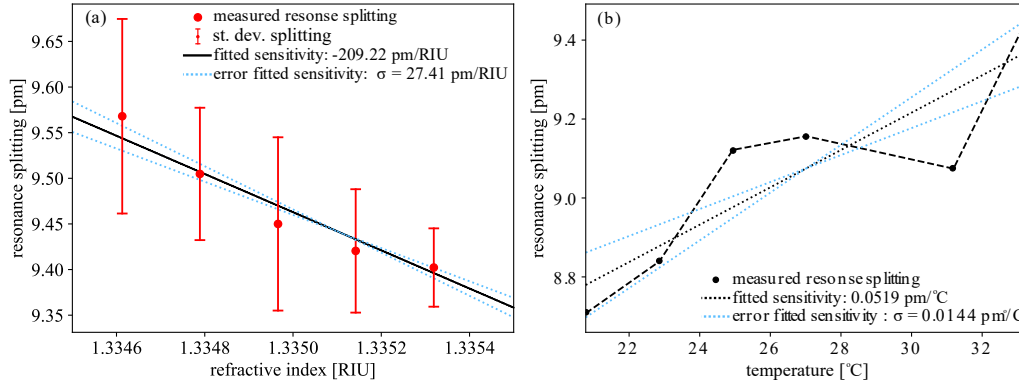 (a)
measured resonse splitting
st. dev. splitting
fitted sensitivity: -209.22 pm/RIU
error fitted sensitivity: σ = 27.41 pm/RIU
resonance splitting [pm]
9.65
9.60
9.55
9.50
9.45
9.40
9.35
1.3346
1.3348
1.3350
1.3352
1.3354
refractive index [RIU]
(b)
resonance splitting [pm]
9.4
9.2
9.0
8.8
measured resonse splitting
fitted sensitivity: 0.0519 pm/°C
error fitted sensitivity : σ = 0.0144 pm°/C
22
24
26
28
30
32
temperature [°C]